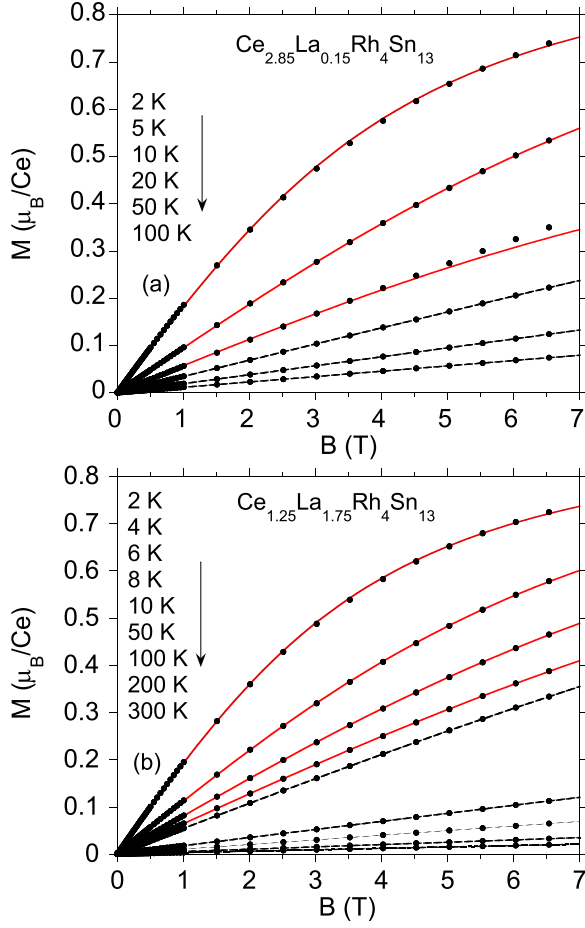 0.8
0.7
0.6
0.5
0.4
0.3
0.2
0.1
0
M (μB/Ce)
Ce2.85La0.15Rh4Sn13
2 K
5 K
10 K
20 K
50 K
100 K
(a)
0 1 2 3 4 5 6 7
B (T)
0.8
0.7
0.6
0.5
0.4
0.3
0.2
0.1
0
M (μB/Ce)
Ce1.25La1.75Rh4Sn13
2 K
4 K
6 K
8 K
10 K
50 K
100 K
200 K
300 K
(b)
0 1 2 3 4 5 6 7
B (T)